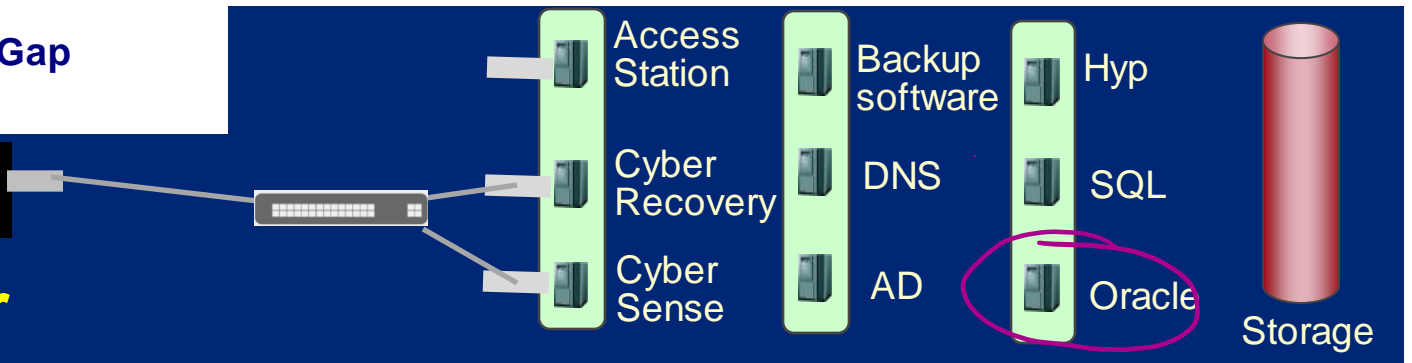 Gap
Access
Station
Backup
software
Hyp
Cyber
Recovery
DNS
SQL
Cyber
Sense
AD
Oracle
Storage